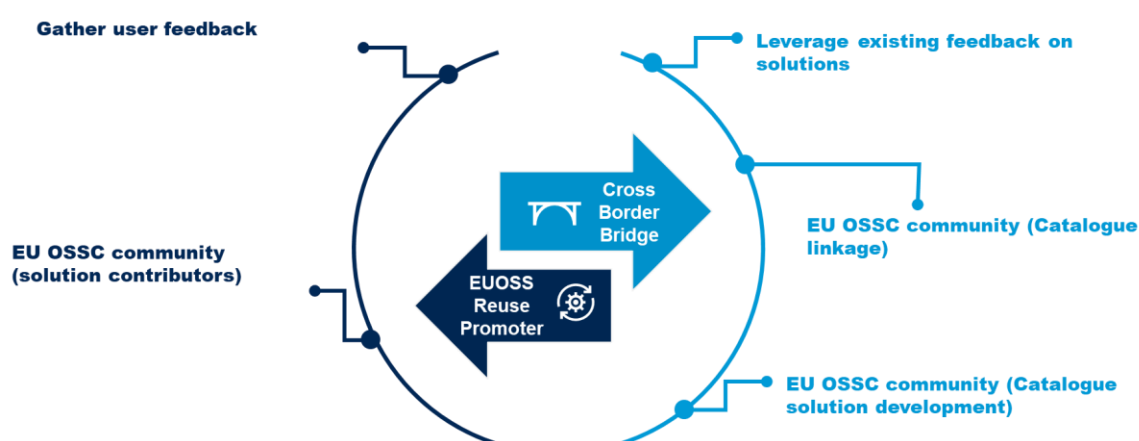 Gather user feedback
Leverage existing feedback on
solutions
Cross
Border
Bridge
EU OSSC community (Catalogue
linkage)
EU OSSC community
(solution contributors)
EUOSS
Reuse
Promoter
EU OSSC community (Catalogue
solution development)